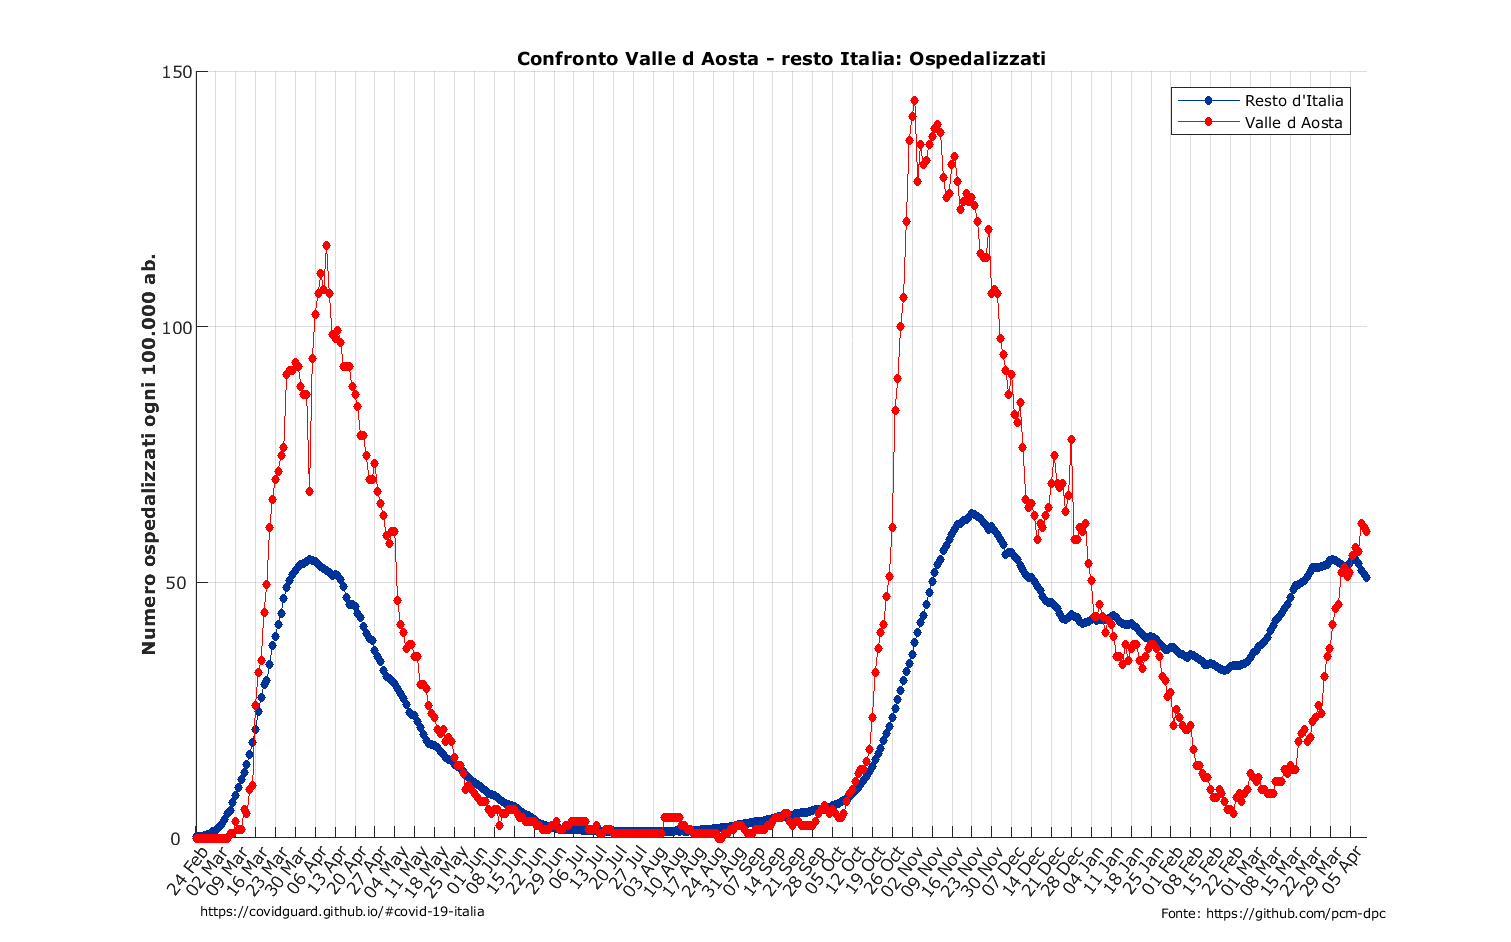 Confronto Valle d Aosta - resto Italia: Ospedalizzati
Resto d'Italia
Valle d Aosta
Numero ospedalizzati ogni 100.000 ab.
150
100
50
0
24 Feb
02 Mar
09 Mar
16 Mar
23 Mar
30 Mar
06 Apr
13 Apr
20 Apr
27 Apr
04 May
11 May
18 May
25 May
01 Jun
08 Jun
15 Jun
22 Jun
29 Jun
06 Jul
13 Jul
20 Jul
27 Jul
03 Aug
10 Aug
17 Aug
24 Aug
31 Aug
07 Sep
14 Sep
21 Sep
28 Sep
05 Oct
12 Oct
19 Oct
26 Oct
02 Nov
09 Nov
16 Nov
23 Nov
30 Nov
07 Dec
14 Dec
21 Dec
28 Dec
04 Jan
11 Jan
18 Jan
25 Jan
01 Feb
08 Feb
15 Feb
22 Feb
01 Mar
08 Mar
15 Mar
22 Mar
29 Mar
05 Apr
https://covidguard.github.io/#covid-19-italia
Fonte: https://github.com/pcm-dpc